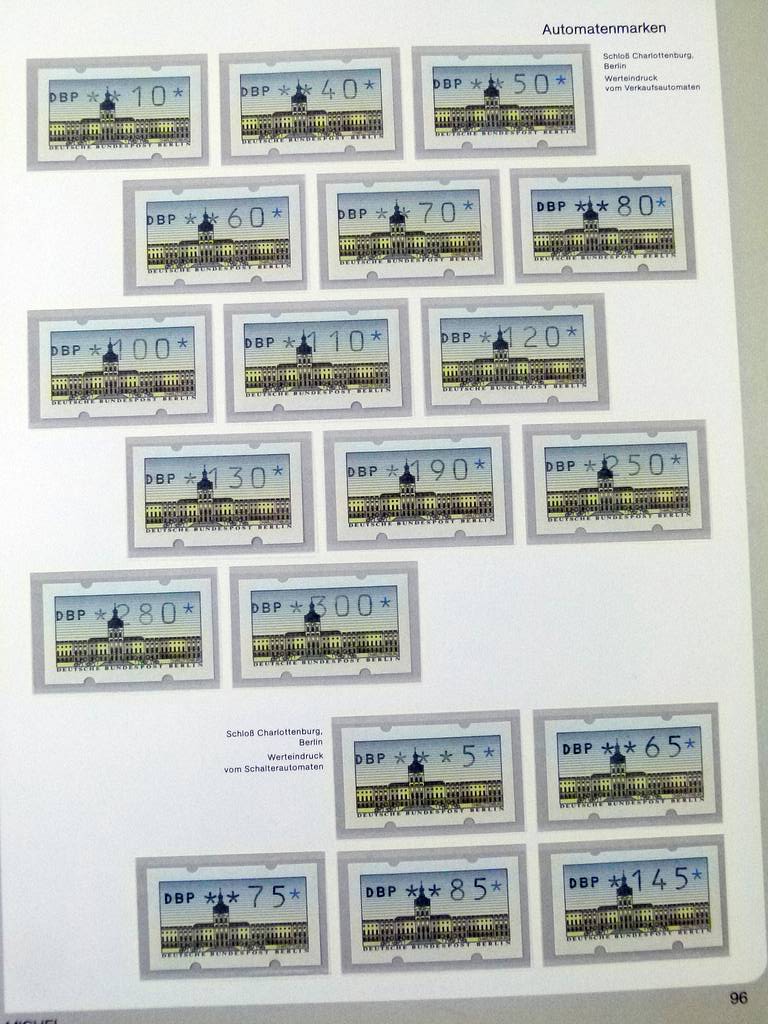 Automatenmarken
Schloß Charlottenburg,
Berlin
Werteindruck
vom Verkaufsautomaten
DBP **10*
DEUTSCHE BUNDESPOST BERLIN
DBP **40*
DEUTSCHE BUNDESPOST BERLIN
DBP **50*
DEUTSCHE BUNDESPOST BERLIN
DBP **60*
DEUTSCHE BUNDESPOST BERLIN
DBP **70*
DEUTSCHE BUNDESPOST BERLIN
DBP **80*
DEUTSCHE BUNDESPOST BERLIN
DBP *100*
DEUTSCHE BUNDESPOST BERLIN
DBP *110*
DEUTSCHE BUNDESPOST BERLIN
DBP *120*
DEUTSCHE BUNDESPOST BERLIN
DBP *130*
DEUTSCHE BUNDESPOST BERLIN
DBP *190*
DEUTSCHE BUNDESPOST BERLIN
DBP *250*
DEUTSCHE BUNDESPOST BERLIN
DBP *280*
DEUTSCHE BUNDESPOST BERLIN
DBP *300*
DEUTSCHE BUNDESPOST BERLIN
Schloß Charlottenburg,
Berlin
Werteindruck
vom Schalterautomaten
DBP ***5*
DEUTSCHE BUNDESPOST BERLIN
DBP **65*
DEUTSCHE BUNDESPOST BERLIN
DBP **75*
DEUTSCHE BUNDESPOST BERLIN
DBP **85*
DEUTSCHE BUNDESPOST BERLIN
DBP *145*
DEUTSCHE BUNDESPOST BERLIN
96